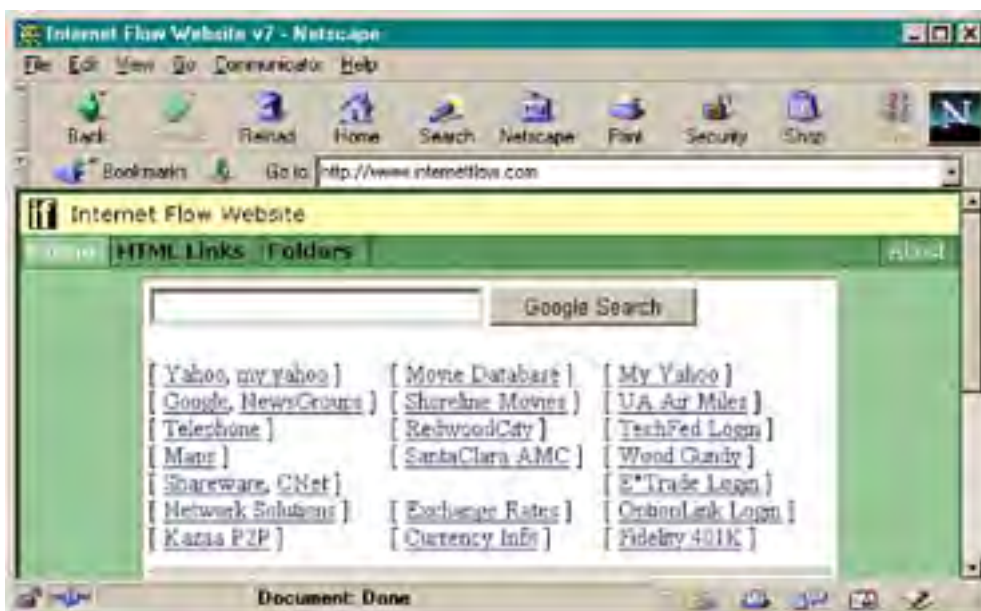 Internet Flow Website v7 - Netscape
File Edit View Go Communicator Help
Back Reload Home Search Netscape Print Security Shop
N
Bookmarks Go to: http://www.internetflow.com
if Internet Flow Website
Home HTML Links Folders About
Google Search
[ Yahoo, my yahoo ] [ Movie Database ] [ My Yahoo ]
[ Google, NewsGroups ] [ Shoreline Movies ] [ UA Air Miles ]
[ Telephone ] [ RedwoodCity ] [ TechFed Login ]
[ Maps ] [ SantaClara AMC ] [ Wood Gundy ]
[ Shareware, CNet ] [ E*Trade Login ]
[ Network Solutions ] [ Exchange Rates ] [ OptionLink Login ]
[ Kazaa P2P ] [ Currency Info ] [ Fidelity 401K ]
Document: Done